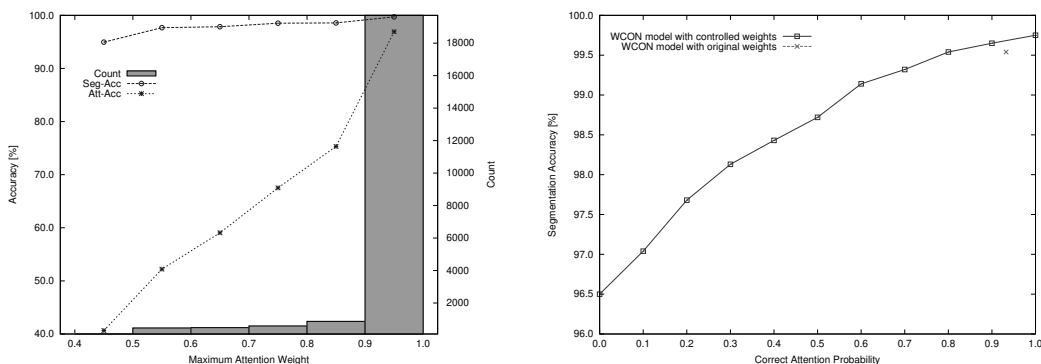 100.0
90.0
80.0
70.0
60.0
50.0
40.0
Accuracy [%]
Count
Seg-Acc
Att-Acc
18000
16000
14000
12000
10000
8000
6000
4000
2000
Count
0.4 0.5 0.6 0.7 0.8 0.9 1.0
Maximum Attention Weight
100.0
99.5
99.0
98.5
98.0
97.5
97.0
96.5
96.0
Segmentation Accuracy [%]
WCON model with controlled weights
WCON model with original weights
0.0 0.1 0.2 0.3 0.4 0.5 0.6 0.7 0.8 0.9 1.0
Correct Attention Probability